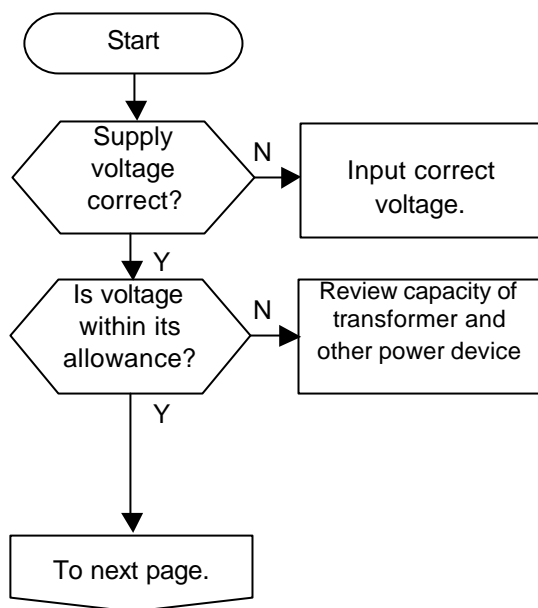 Start
Supply
voltage
correct?
N
Input correct
voltage.
Y
Is voltage
within its
allowance?
N
Review capacity of
transformer and
other power device
Y
To next page.